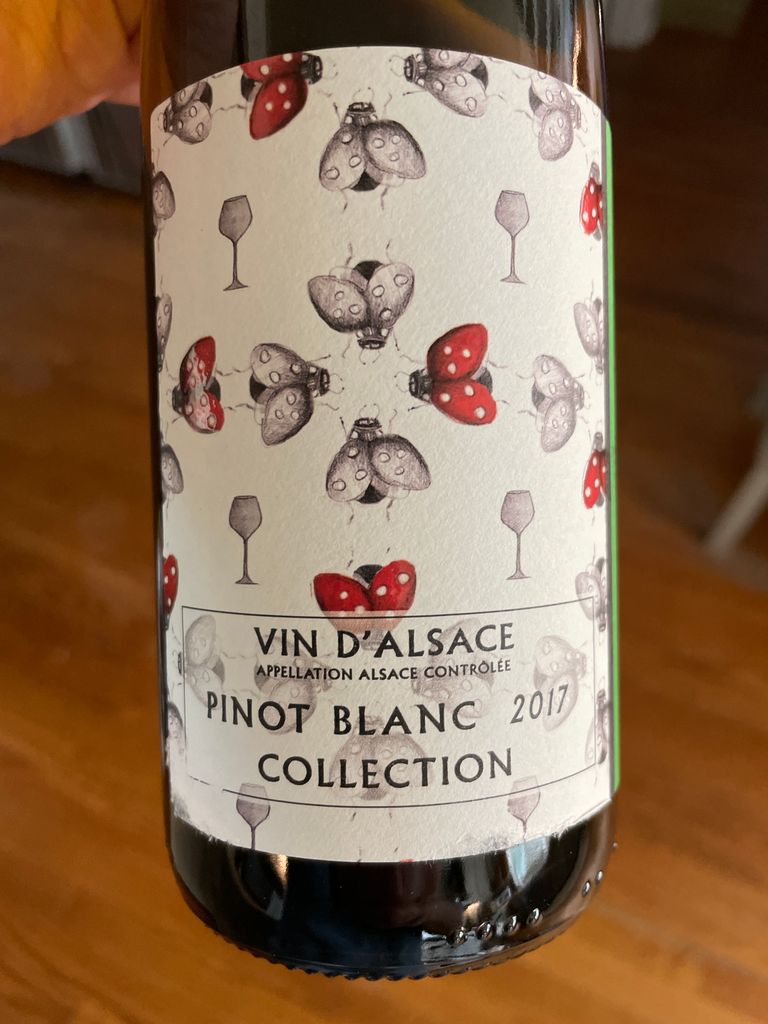 VIN D'ALSACE
APPELLATION ALSACE CONTRÔLÉE
PINOT BLANC 2017
COLLECTION